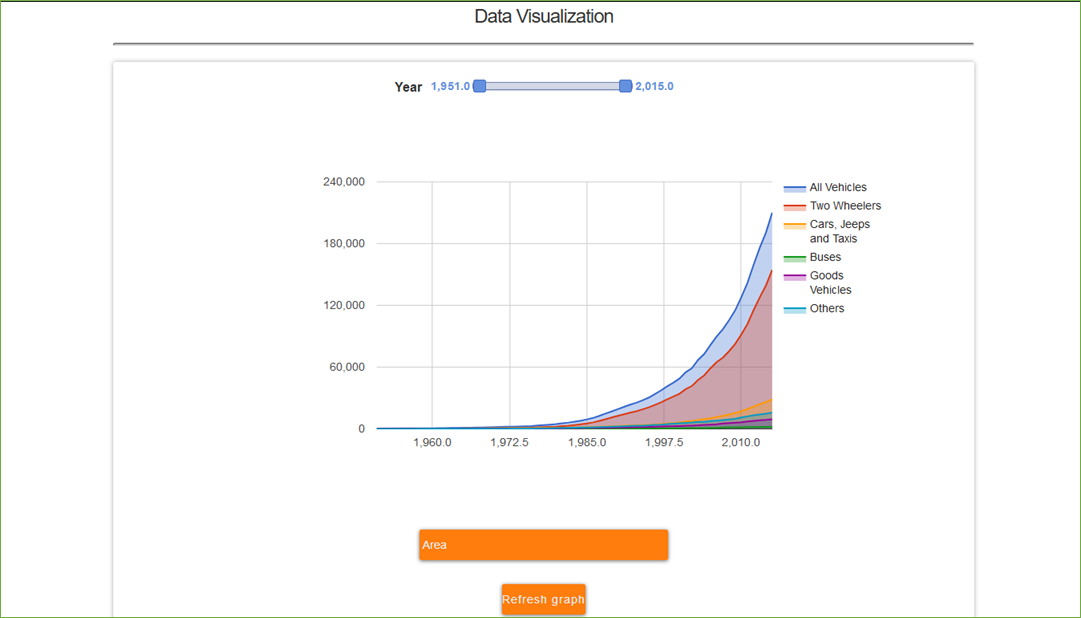 Data Visualization
Year 1,951.0 2,015.0
240,000
180,000
120,000
60,000
0
1,960.0 1,972.5 1,985.0 1,997.5 2,010.0
All Vehicles
Two Wheelers
Cars, Jeeps
and Taxis
Buses
Goods
Vehicles
Others
Area
Refresh graph